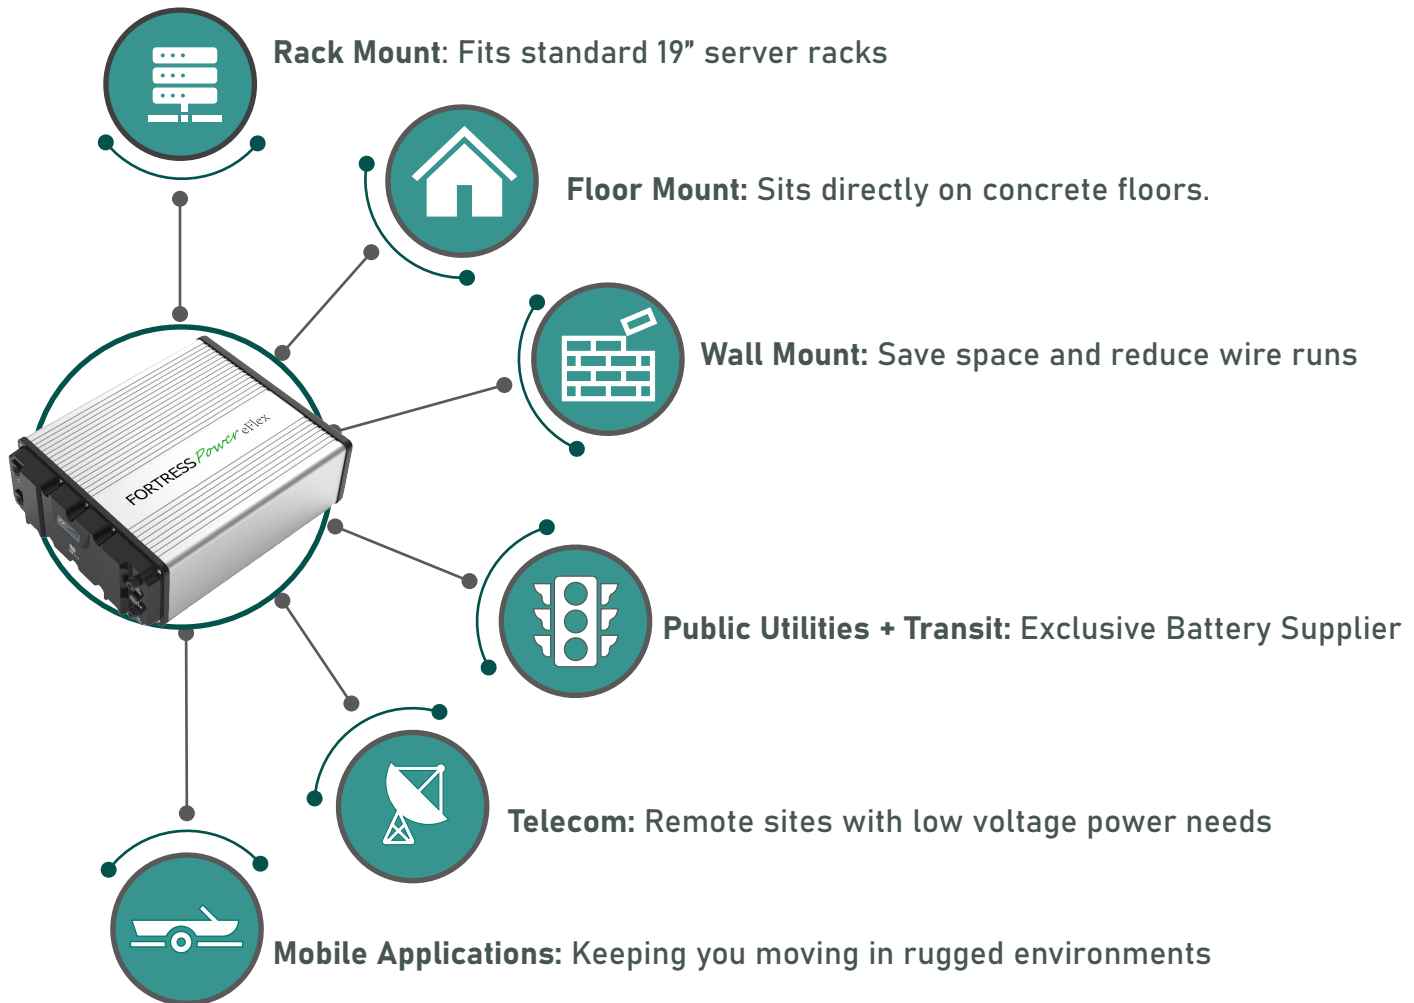 Rack Mount: Fits standard 19” server racks
Floor Mount: Sits directly on concrete floors.
Wall Mount: Save space and reduce wire runs
FORTRESS Power eFlex
Public Utilities + Transit: Exclusive Battery Supplier
Telecom: Remote sites with low voltage power needs
Mobile Applications: Keeping you moving in rugged environments